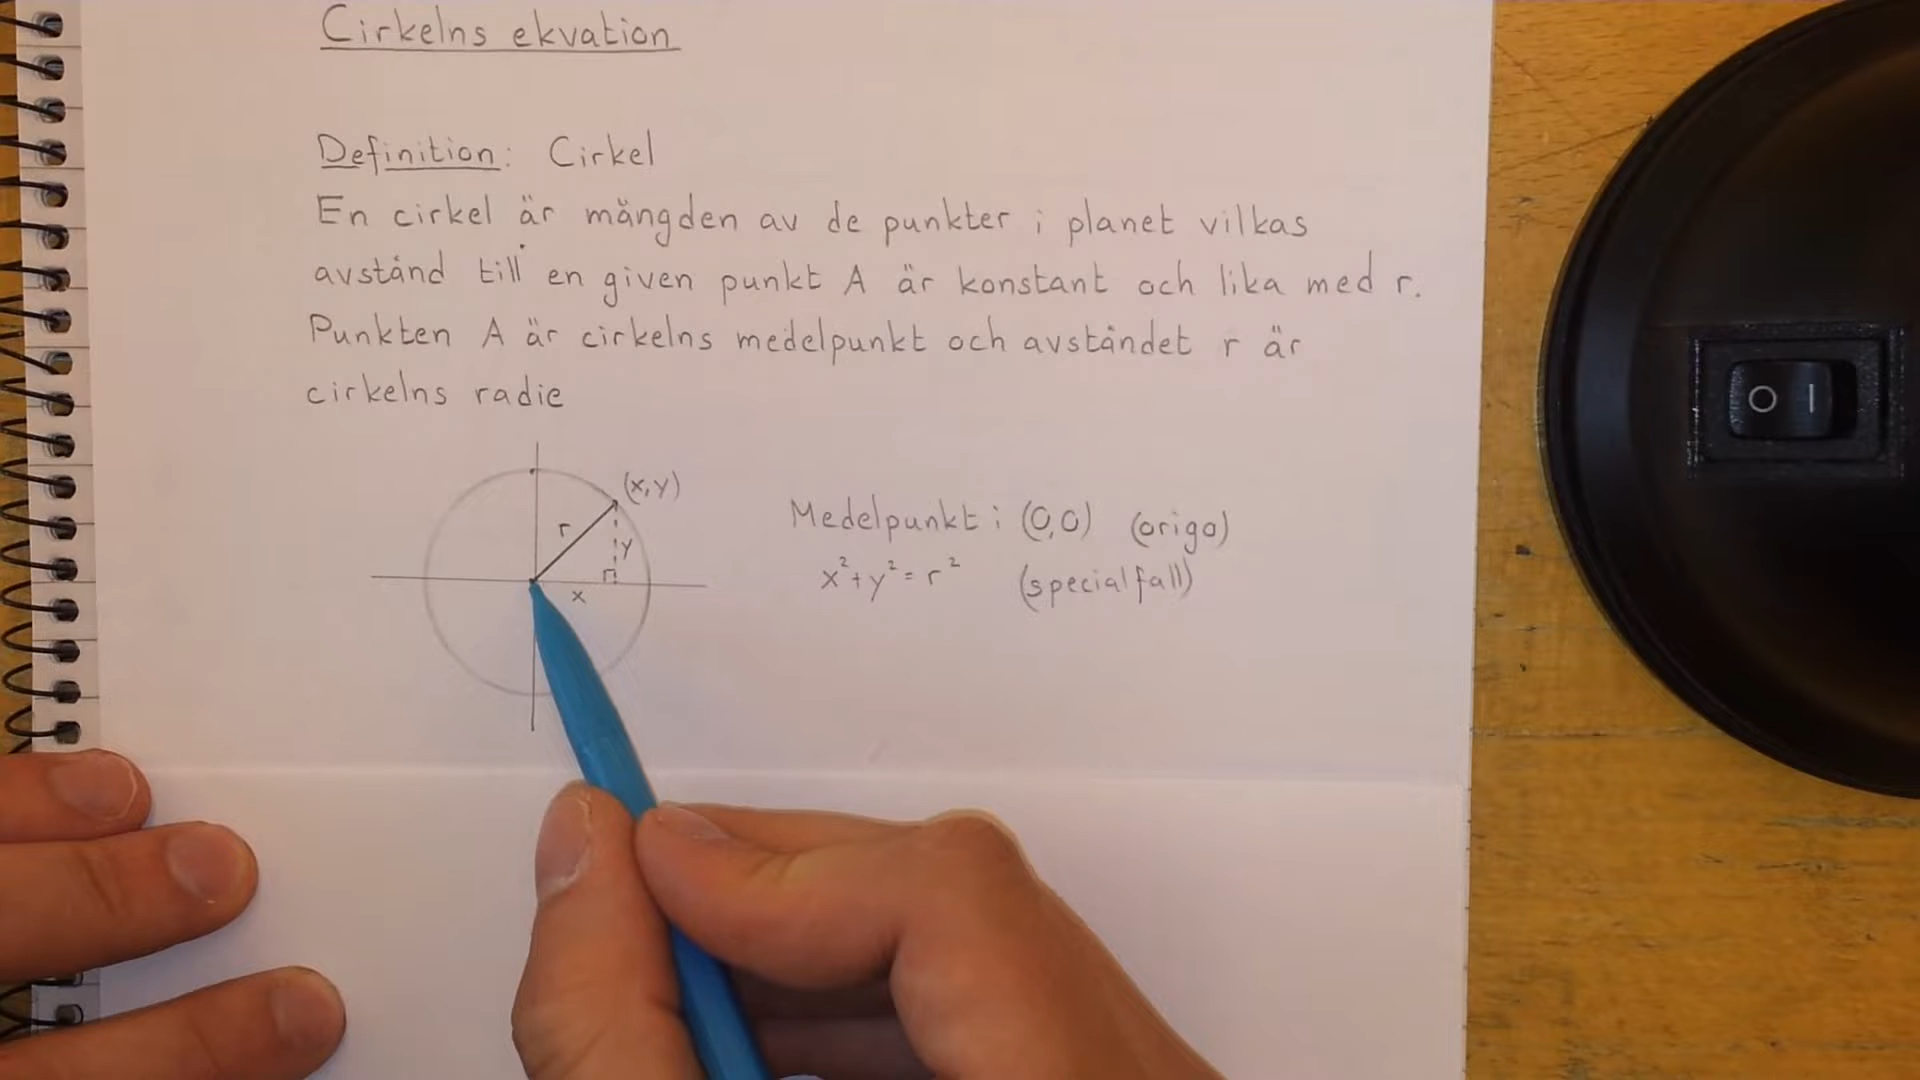 Cirkelns ekvation
Definition: Cirkel
En cirkel är mängden av de punkter i planet vilkas
avstånd till en given punkt A är konstant och lika med r.
Punkten A är cirkelns medelpunkt och avståndet r är
cirkelns radie
(x,y)
r
y
x
Medelpunkt i (0,0) (origo)
x²+y²=r² (specialfall)
O I